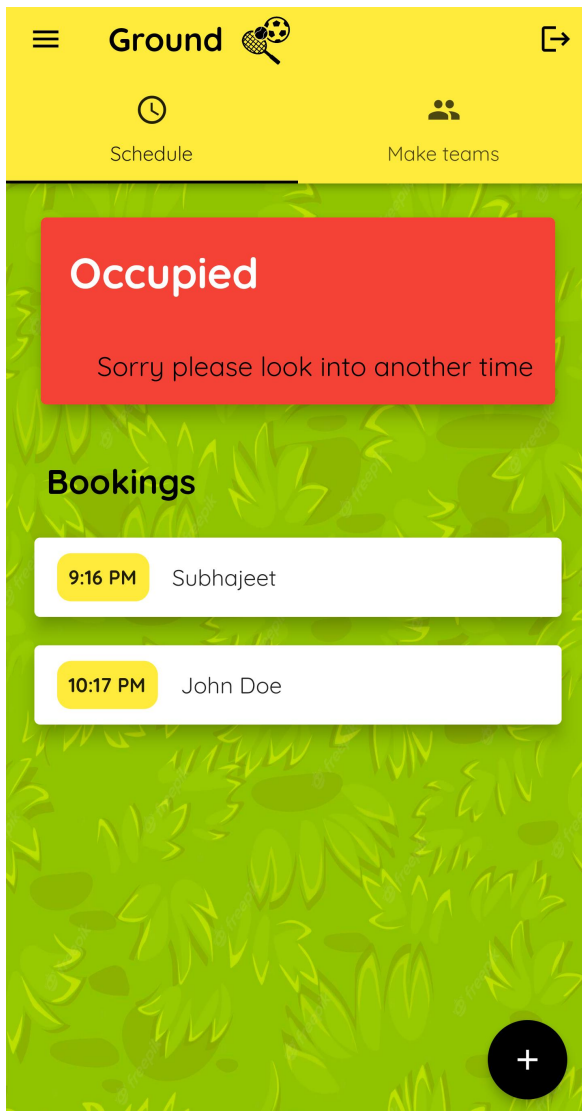 Ground
Schedule
Make teams
Occupied
Sorry please look into another time
Bookings
9:16 PM Subhajeet
10:17 PM John Doe
freepik